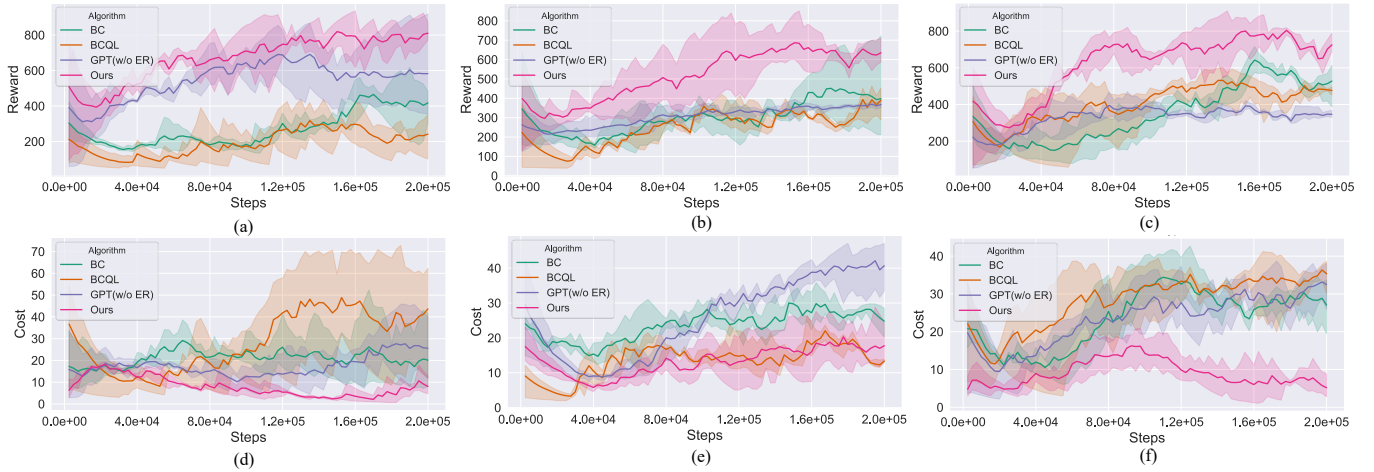 Algorithm
BC
BCQL
GPT(w/o ER)
Ours
Reward
800
600
400
200
0.0e+00 4.0e+04 8.0e+04 1.2e+05 1.6e+05 2.0e+05
Steps
(a)
Algorithm
BC
BCQL
GPT(w/o ER)
Ours
Reward
800
700
600
500
400
300
200
100
0
0.0e+00 4.0e+04 8.0e+04 1.2e+05 1.6e+05 2.0e+05
Steps
(b)
Algorithm
BC
BCQL
GPT(w/o ER)
Ours
Reward
800
600
400
200
0.0e+00 4.0e+04 8.0e+04 1.2e+05 1.6e+05 2.0e+05
Steps
(c)
Algorithm
BC
BCQL
GPT(w/o ER)
Ours
Cost
70
60
50
40
30
20
10
0
0.0e+00 4.0e+04 8.0e+04 1.2e+05 1.6e+05 2.0e+05
Steps
(d)
Algorithm
BC
BCQL
GPT(w/o ER)
Ours
Cost
40
30
20
10
0
0.0e+00 4.0e+04 8.0e+04 1.2e+05 1.6e+05 2.0e+05
Steps
(e)
Algorithm
BC
BCQL
GPT(w/o ER)
Ours
Cost
40
30
20
10
0
0.0e+00 4.0e+04 8.0e+04 1.2e+05 1.6e+05 2.0e+05
Steps
(f)